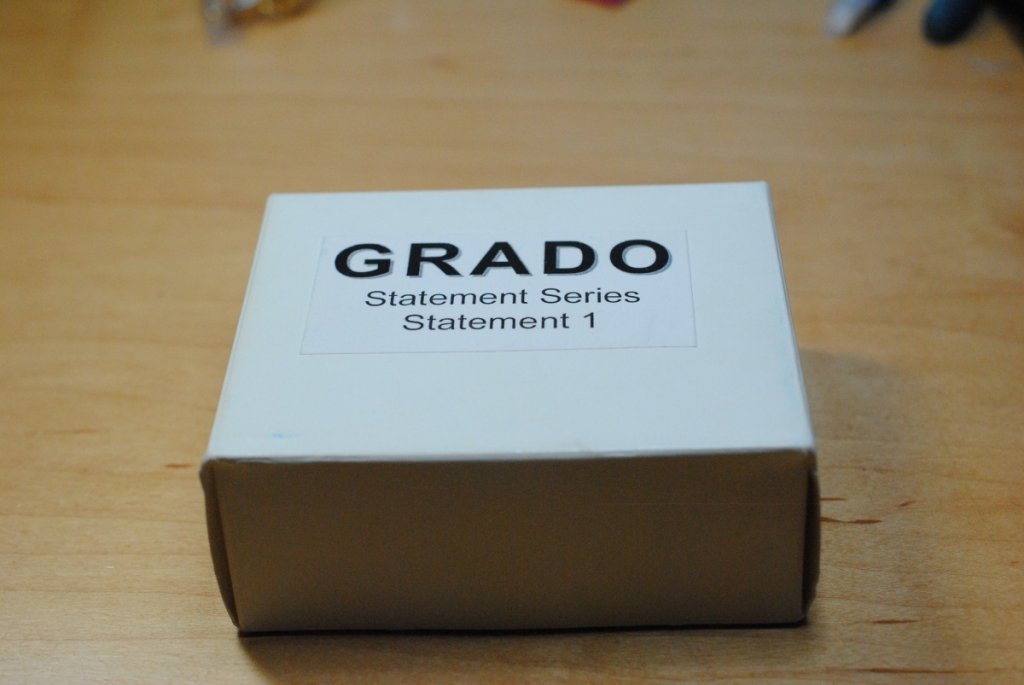 GRADO
Statement Series
Statement 1